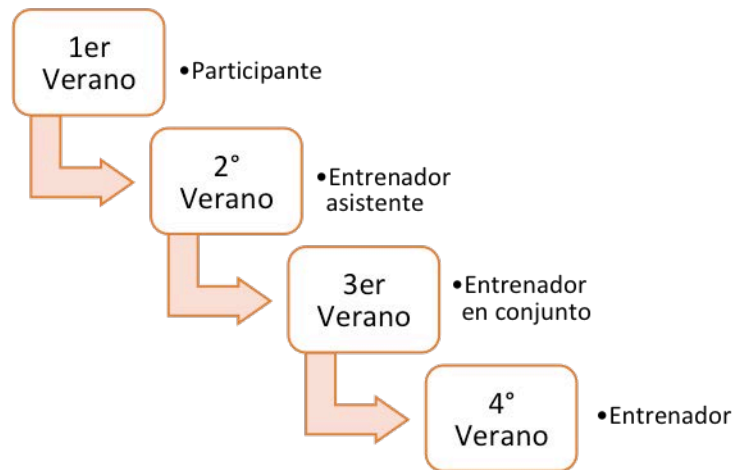 1er
Verano
•Participante
2°
Verano
•Entrenador
asistente
3er
Verano
•Entrenador
en conjunto
4°
Verano
•Entrenador